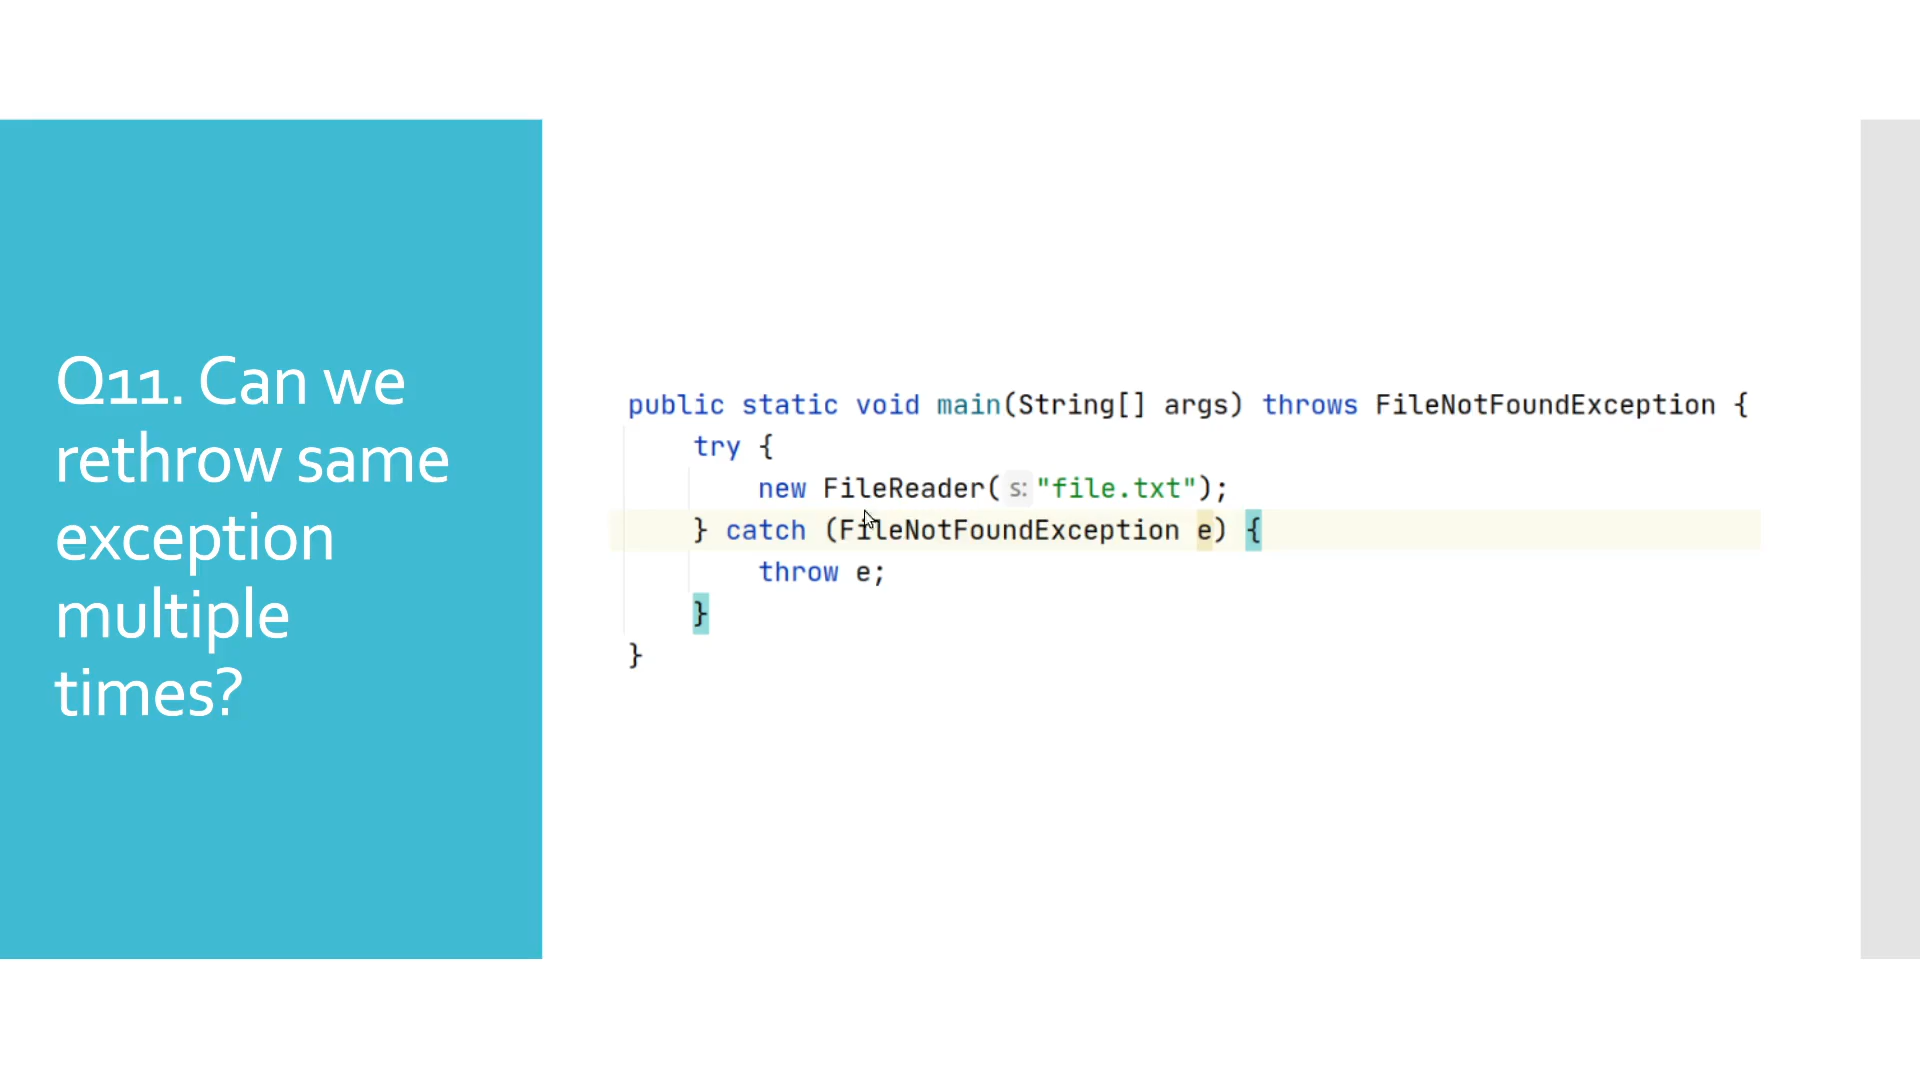 Q11. Can we
rethrow same
exception
multiple
times?
public static void main(String[] args) throws FileNotFoundException {
try {
new FileReader( s: "file.txt");
} catch (FileNotFoundException e) {
throw e;
}
}